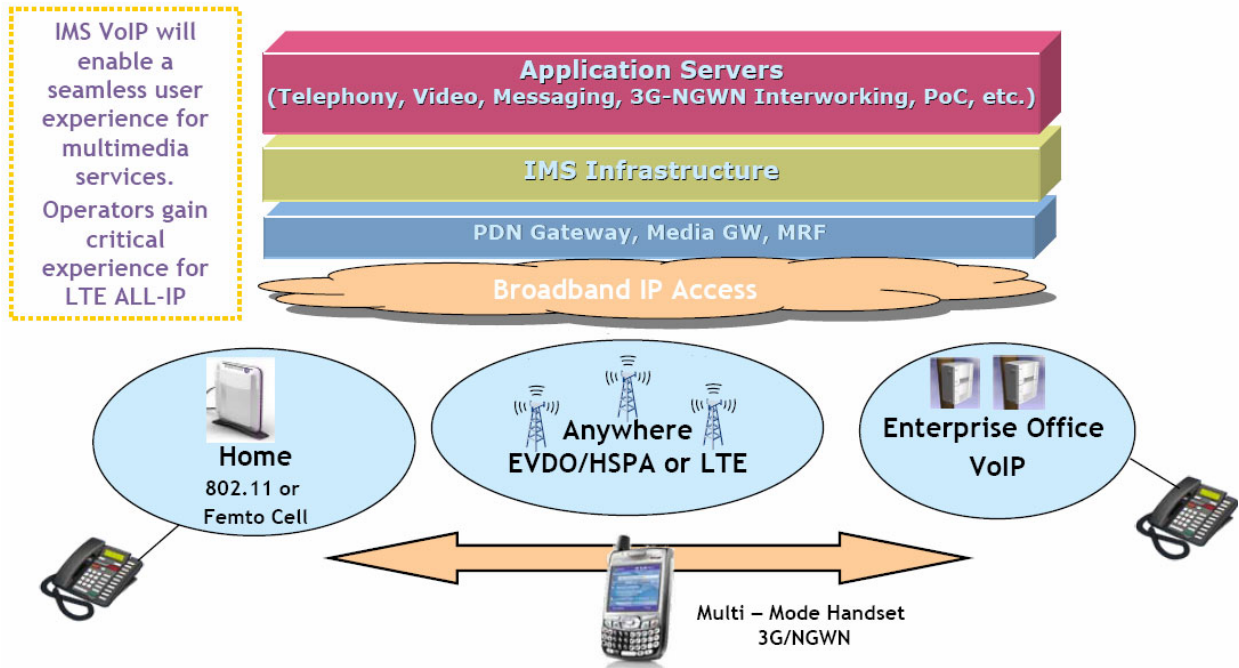 IMS VoIP will
enable a
seamless user
experience for
multimedia
services.
Operators gain
critical
experience for
LTE ALL-IP
Application Servers
(Telephony, Video, Messaging, 3G-NGWN Interworking, PoC, etc.)
IMS Infrastructure
PDN Gateway, Media GW, MRF
Broadband IP Access
Home
802.11 or
Femto Cell
Anywhere
EVDO/HSPA or LTE
Enterprise Office
VoIP
Multi – Mode Handset
3G/NGWN